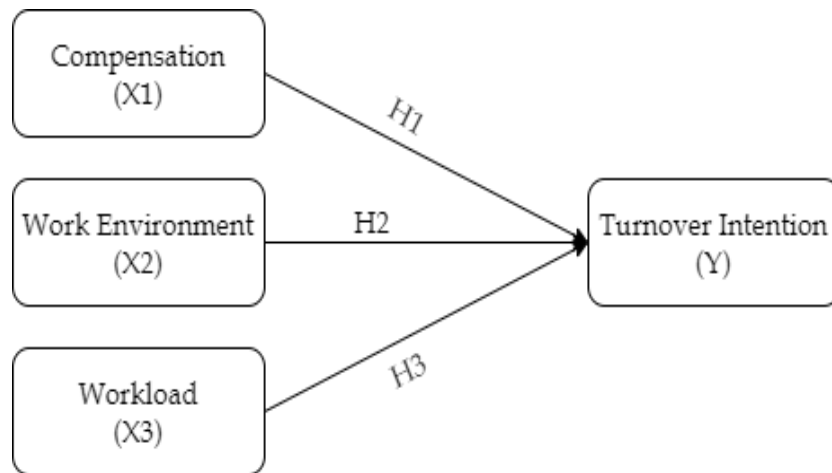 Compensation
(X1)
H1
Work Environment
(X2)
H2
Turnover Intention
(Y)
H3
Workload
(X3)